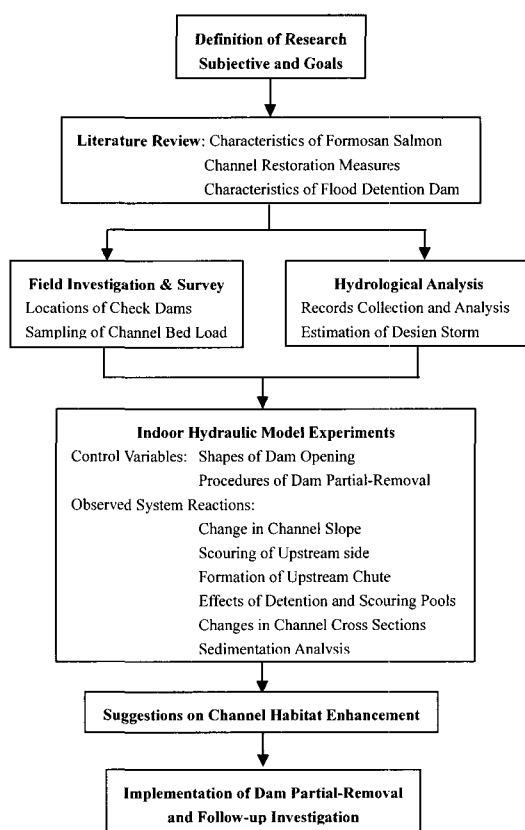 Definition of Research
Subjective and Goals
Literature Review: Characteristics of Formosan Salmon
Channel Restoration Measures
Characteristics of Flood Detention Dam
Field Investigation & Survey
Locations of Check Dams
Sampling of Channel Bed Load
Hydrological Analysis
Records Collection and Analysis
Estimation of Design Storm
Indoor Hydraulic Model Experiments
Control Variables: Shapes of Dam Opening
Procedures of Dam Partial-Removal
Observed System Reactions:
Change in Channel Slope
Scouring of Upstream side
Formation of Upstream Chute
Effects of Detention and Scouring Pools
Changes in Channel Cross Sections
Sedimentation Analysis
Suggestions on Channel Habitat Enhancement
Implementation of Dam Partial-Removal
and Follow-up Investigation